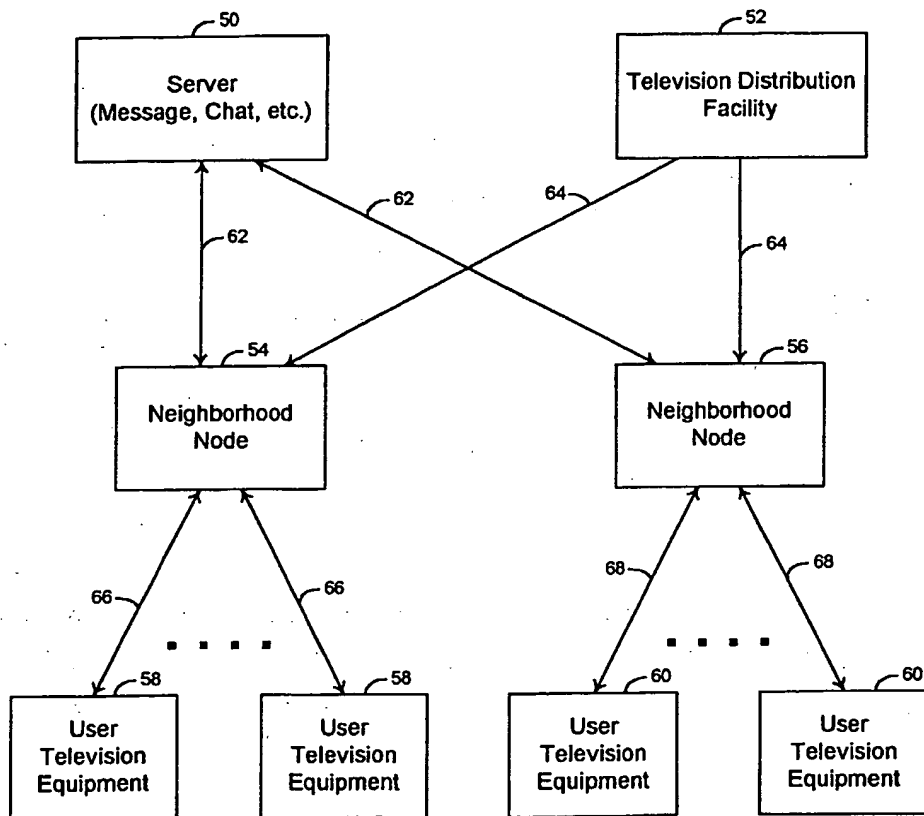 50
52
Server
(Message, Chat, etc.)
Television Distribution
Facility
62
64
62
64
54
56
Neighborhood
Node
Neighborhood
Node
66
66
68
68
58
58
60
60
User
Television
Equipment
User
Television
Equipment
User
Television
Equipment
User
Television
Equipment